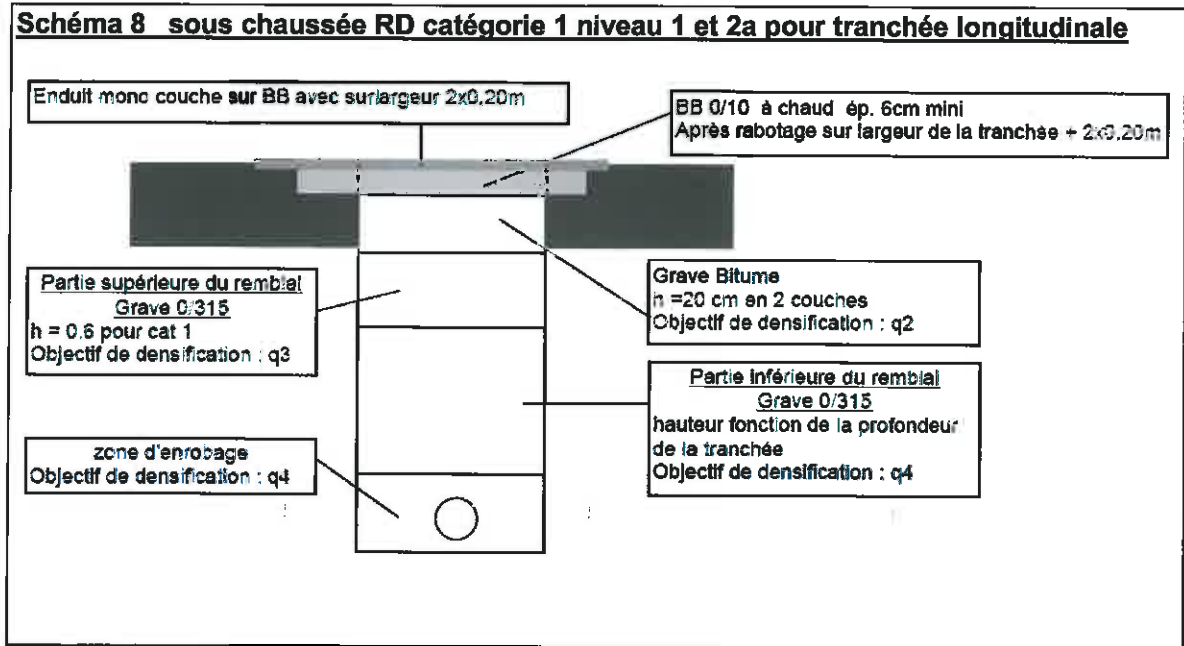 Schéma 8 sous chaussée RD catégorie 1 niveau 1 et 2a pour tranchée longitudinale
Enduit mono couche sur BB avec surlargeur 2x0,20m
BB 0/10 à chaud ép. 6cm mini
Après rabotage sur largeur de la tranchée + 2x0,20m
Partie supérieure du remblai
Grave 0/315
h = 0.6 pour cat 1
Objectif de densification : q3
Grave Bitume
h =20 cm en 2 couches
Objectif de densification : q2
Partie inférieure du remblai
Grave 0/315
hauteur fonction de la profondeur
de la tranchée
Objectif de densification : q4
zone d'enrobage
Objectif de densification : q4